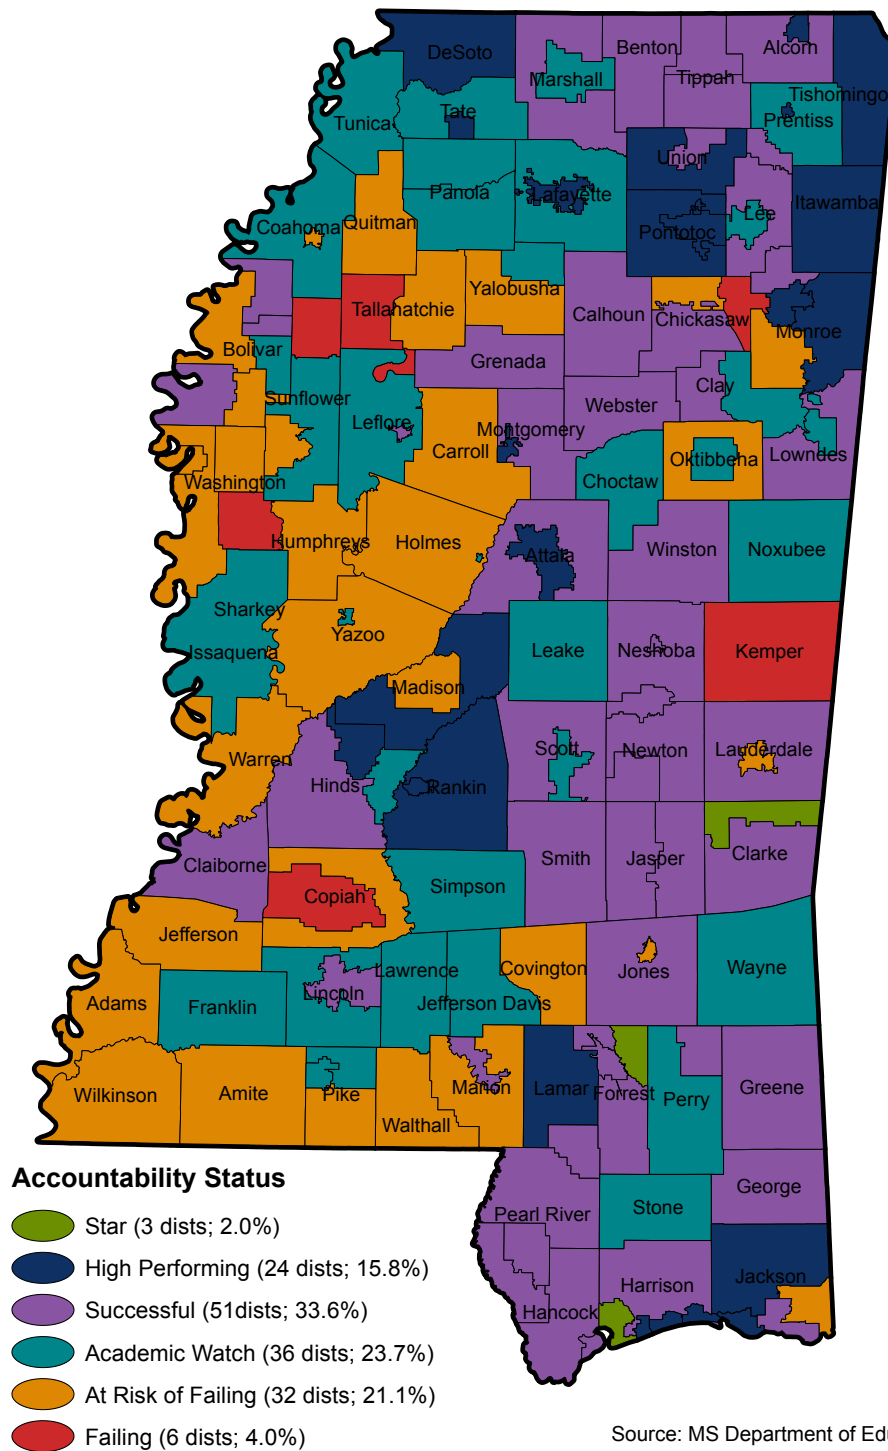 DeSoto
Benton
Alcorn
Marshall
Tippah
Tishomingo
Tate
Prentiss
Tunica
Union
Panola
Lafayette
Itawamba
Lee
Coahoma
Quitman
Pontotoc
Yalobusha
Tallahatchie
Calhoun
Chickasaw
Monroe
Bolivar
Grenada
Clay
Sunflower
Webster
Leflore
Montgomery
Carroll
Lowndes
Oktibbeha
Washington
Choctaw
Humphreys
Holmes
Attala
Winston
Noxubee
Sharkey
Yazoo
Issaquena
Leake
Neshoba
Kemper
Madison
Warren
Scott
Newton
Lauderdale
Hinds
Rankin
Claiborne
Smith
Jasper
Clarke
Copiah
Simpson
Jefferson
Lawrence
Covington
Jones
Wayne
Adams
Franklin
Lincoln
Jefferson Davis
Wilkinson
Amite
Pike
Marion
Lamar
Forrest
Perry
Greene
Walthall
Accountability Status
Star (3 dists; 2.0%)
High Performing (24 dists; 15.8%)
Successful (51dists; 33.6%)
Academic Watch (36 dists; 23.7%)
At Risk of Failing (32 dists; 21.1%)
Failing (6 dists; 4.0%)
Pearl River
Stone
George
Harrison
Jackson
Hancock
Source: MS Department of Ed